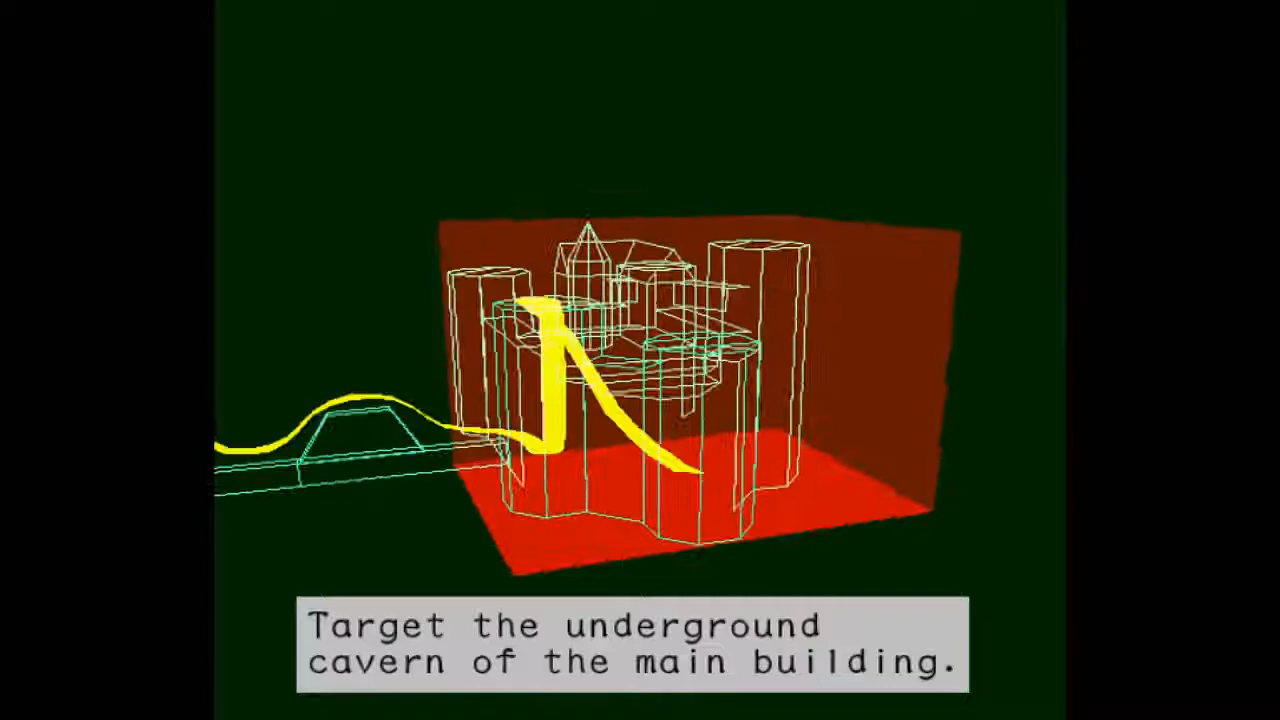 Target the underground
cavern of the main building.